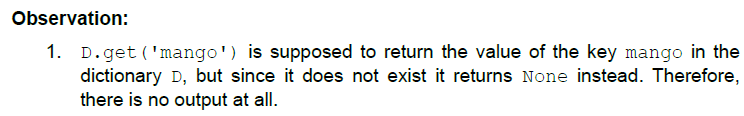 Observation:
1. D.get('mango') is supposed to return the value of the key mango in the
dictionary D, but since it does not exist it returns None instead. Therefore,
there is no output at all.